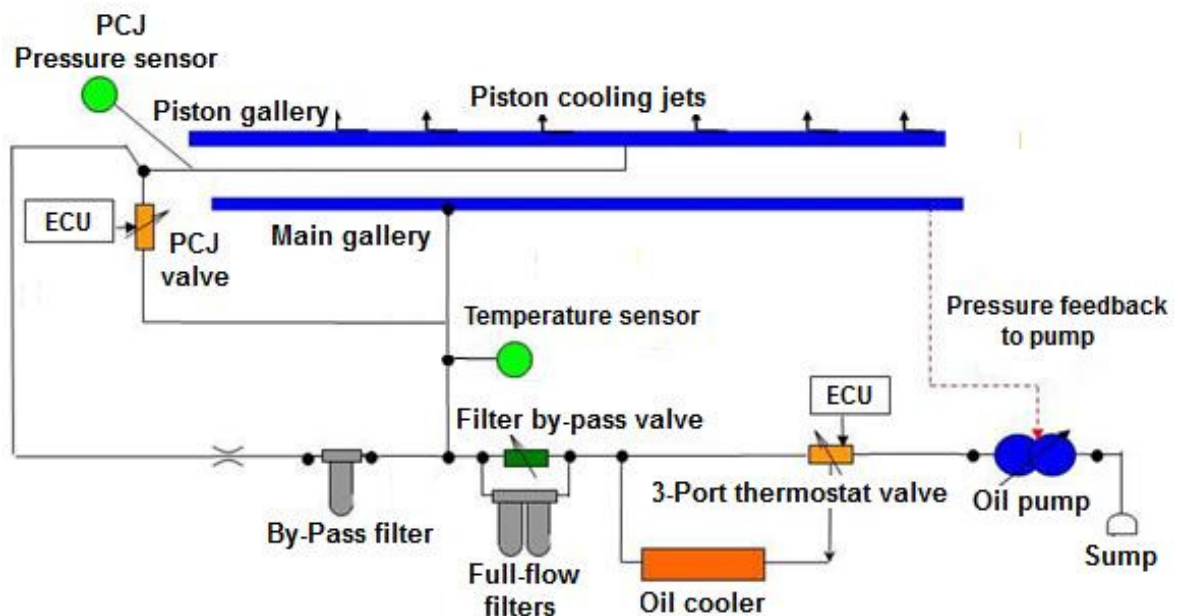 PCJ
Pressure sensor
Piston gallery
Piston cooling jets
ECU
PCJ
valve
Main gallery
Temperature sensor
Pressure feedback
to pump
ECU
Filter by-pass valve
3-Port thermostat valve
Oil pump
By-Pass filter
Full-flow
filters
Oil cooler
Sump